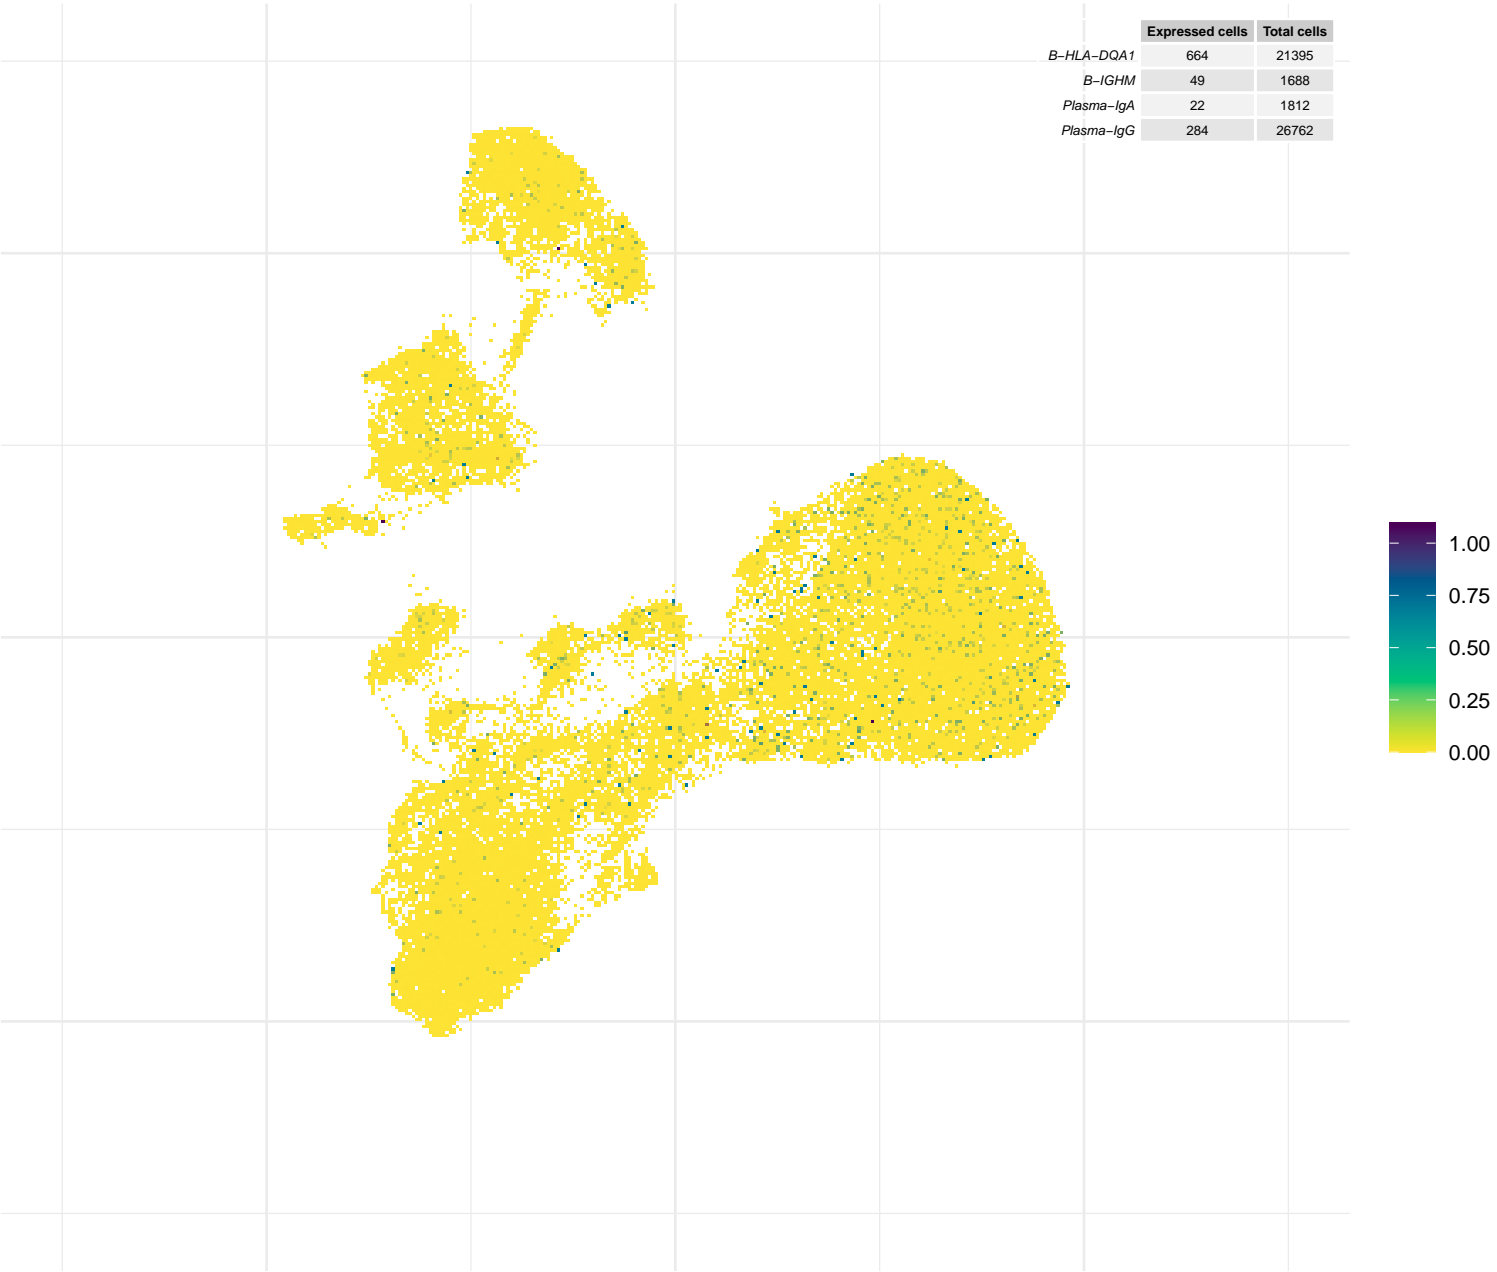 Expressed cells Total cells
B−HLA−DQA1 664 21395
B−IGHM 49 1688
Plasma−IgA 22 1812
Plasma−IgG 284 26762
1.00
0.75
0.50
0.25
0.00